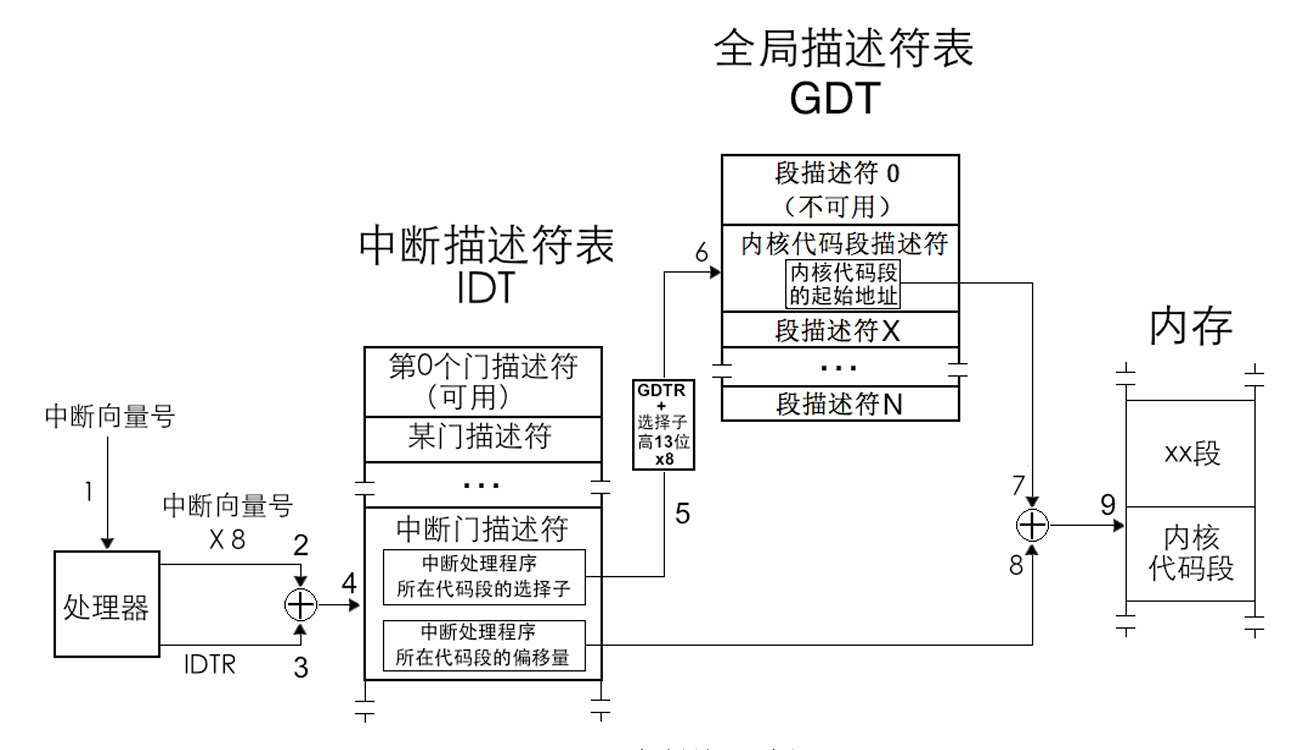 全局描述符表
GDT
段描述符 0
（不可用）
内核代码段描述符
内核代码段
的起始地址
段描述符X
...
段描述符N
中断描述符表
IDT
第0个门描述符
（可用）
某门描述符
...
中断门描述符
中断处理程序
所在代码段的选择子
中断处理程序
所在代码段的偏移量
中断向量号
1
中断向量号
X 8
2
处理器
IDTR
3
4
5
GDTR
+
选择子
高13位
x8
6
7
8
9
内存
xx段
内核
代码段